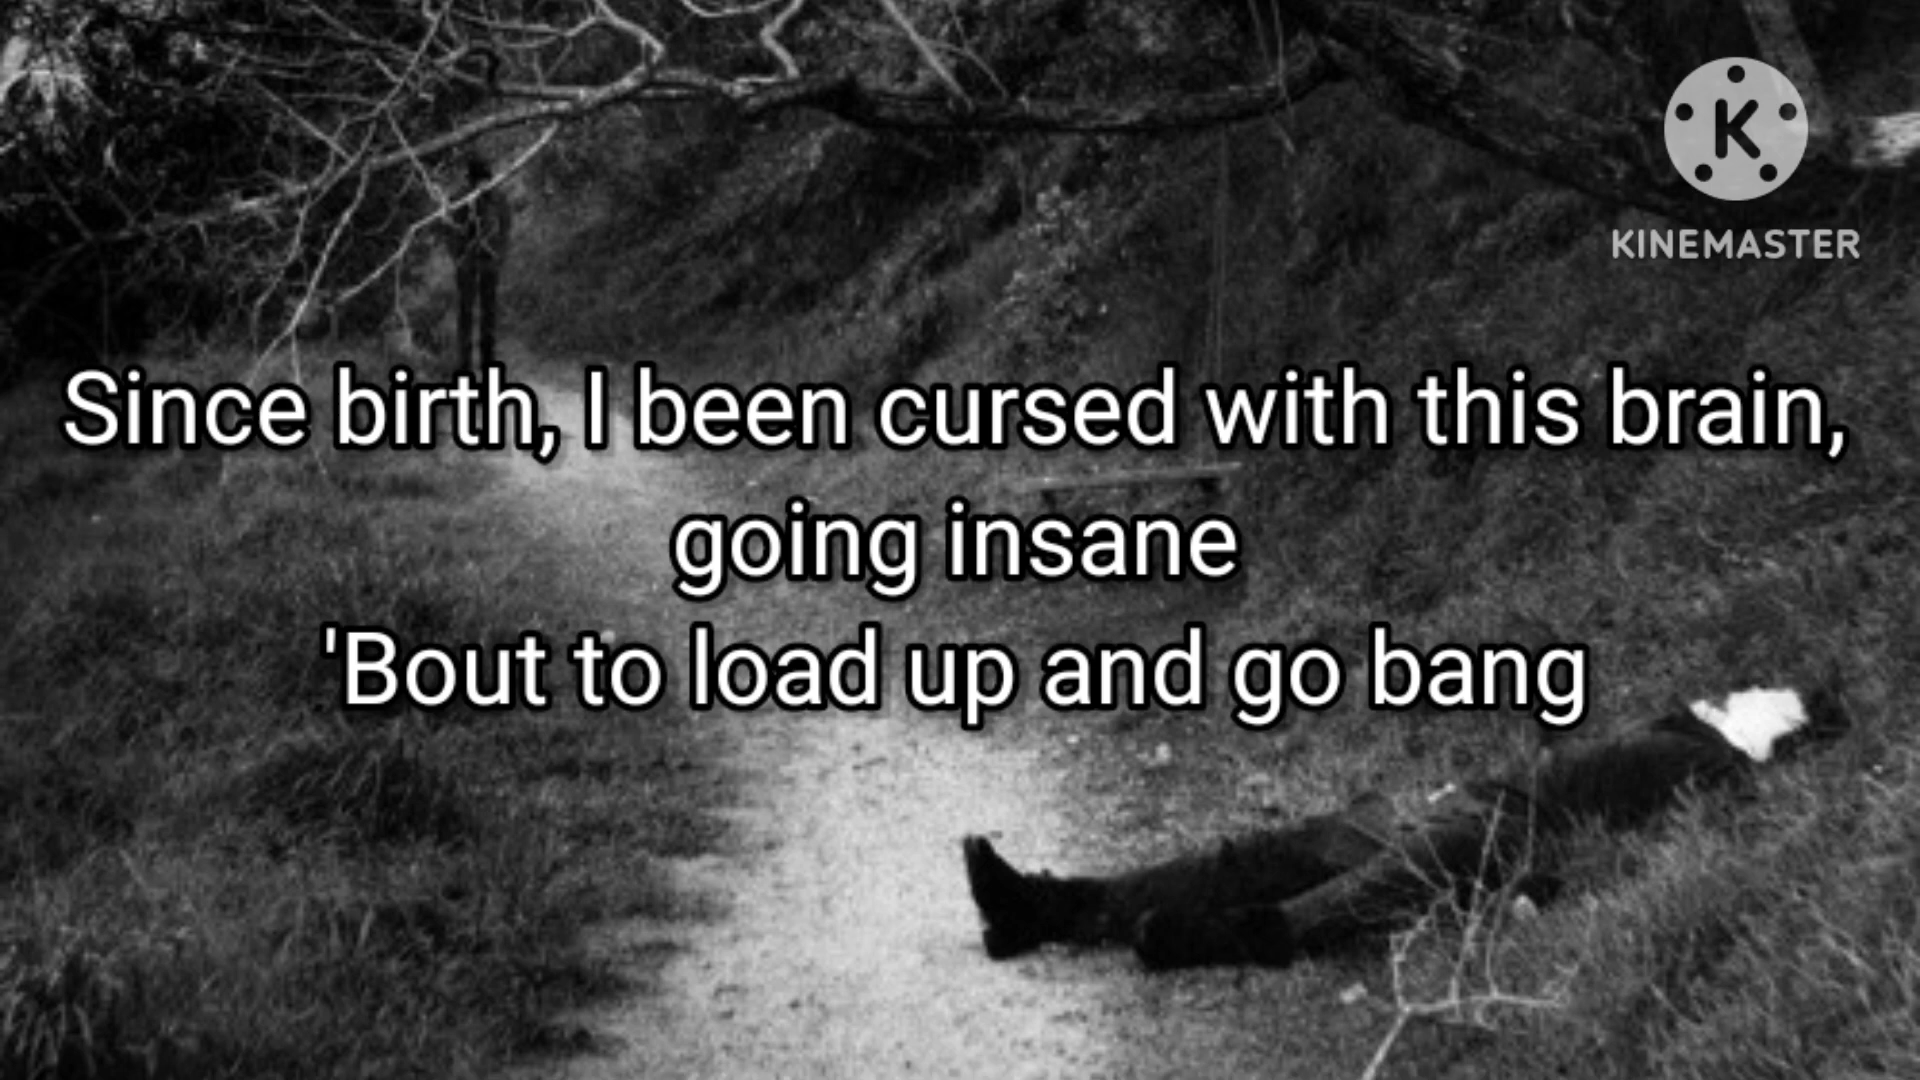 K
KINEMASTER
Since birth, I been cursed with this brain,
going insane
'Bout to load up and go bang